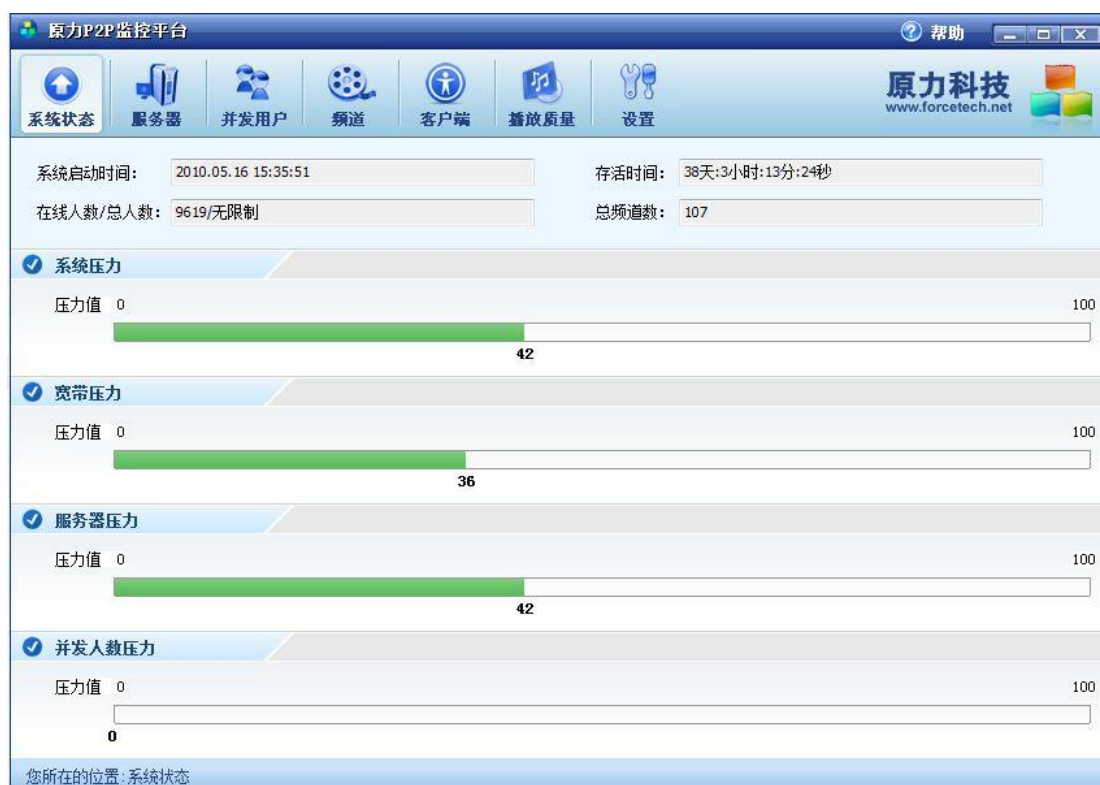 原力P2P监控平台 帮助
系统状态 服务器 并发用户 频道 客户端 播放质量 设置
原力科技
www.forcetech.net
系统启动时间: 2010.05.16 15:35:51 存活时间: 38天:3小时:13分:24秒
在线人数/总人数: 9619/无限制 总频道数: 107
系统压力
压力值 0 100
42
宽带压力
压力值 0 100
36
服务器压力
压力值 0 100
42
并发人数压力
压力值 0 100
0
您所在的位置:系统状态